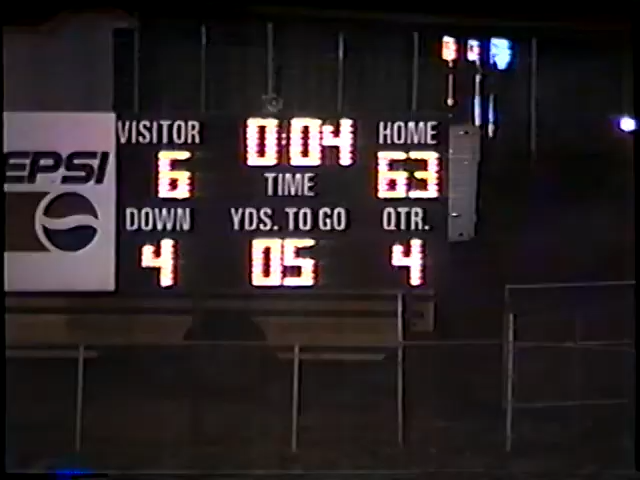 VISITOR 0:04 HOME
6 TIME 63
EPSI
DOWN YDS. TO GO QTR.
4 05 4